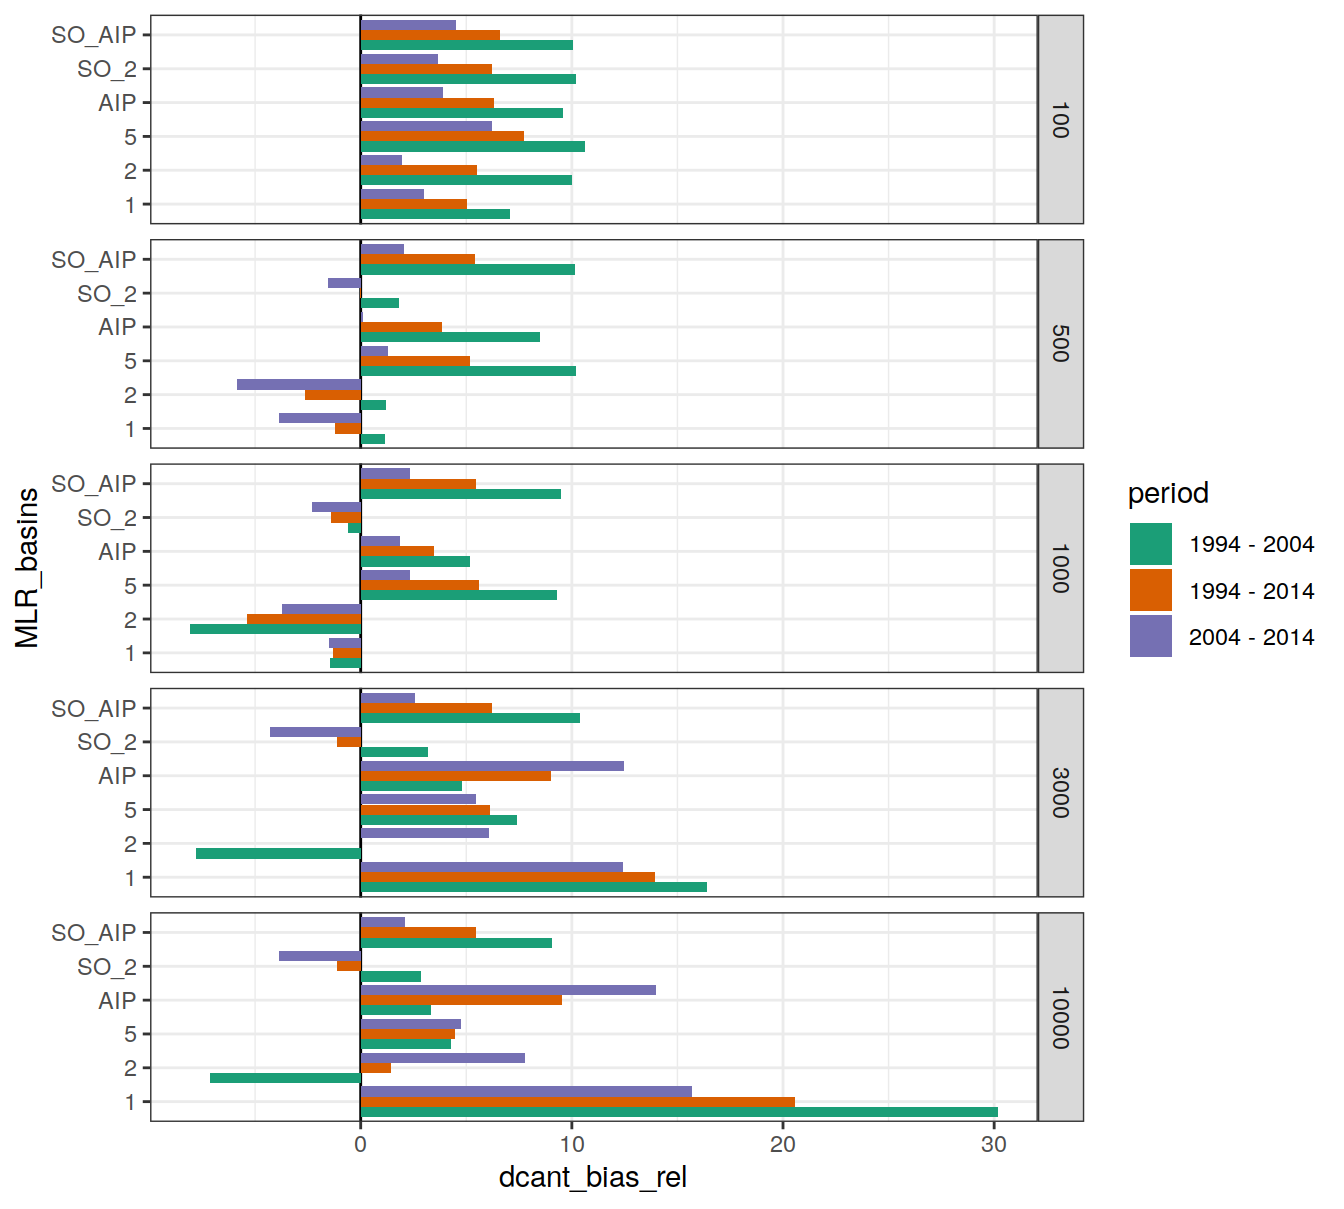 SO_AIP
SO_2
AIP
5
2
1
100
SO_AIP
SO_2
AIP
5
2
1
500
SO_AIP
SO_2
AIP
5
2
1
1000
SO_AIP
SO_2
AIP
5
2
1
3000
SO_AIP
SO_2
AIP
5
2
1
10000
0 10 20 30
dcant_bias_rel
MLR_basins
period
1994 - 2004
1994 - 2014
2004 - 2014